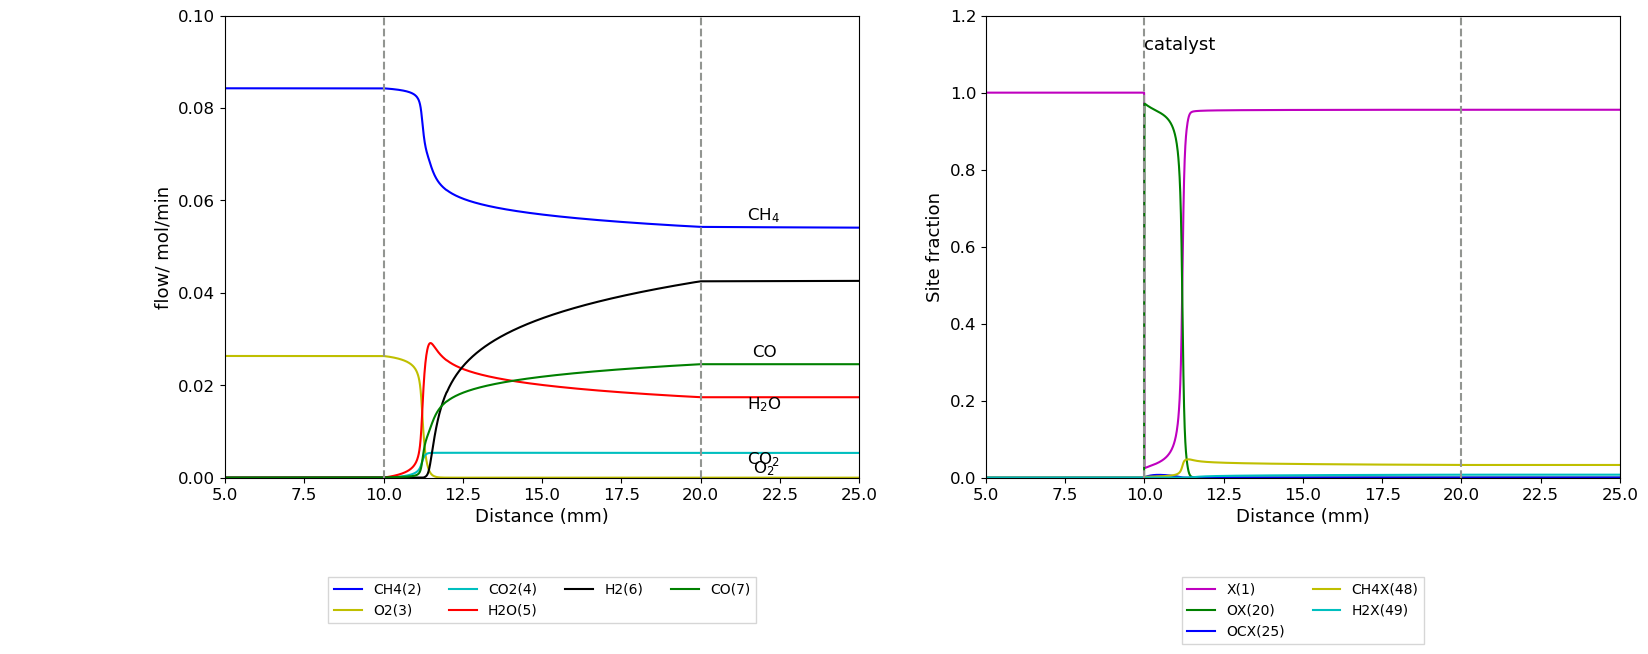 0.10
0.08
0.06
0.04
0.02
0.00
flow/ mol/min
CH₄
CO
H₂O
CO₂
O₂
5.0 7.5 10.0 12.5 15.0 17.5 20.0 22.5 25.0
Distance (mm)
CH4(2) CO2(4) H2(6) CO(7)
O2(3) H2O(5)
1.2
1.0
0.8
0.6
0.4
0.2
0.0
Site fraction
catalyst
5.0 7.5 10.0 12.5 15.0 17.5 20.0 22.5 25.0
Distance (mm)
X(1) CH4X(48)
OX(20) H2X(49)
OCX(25)